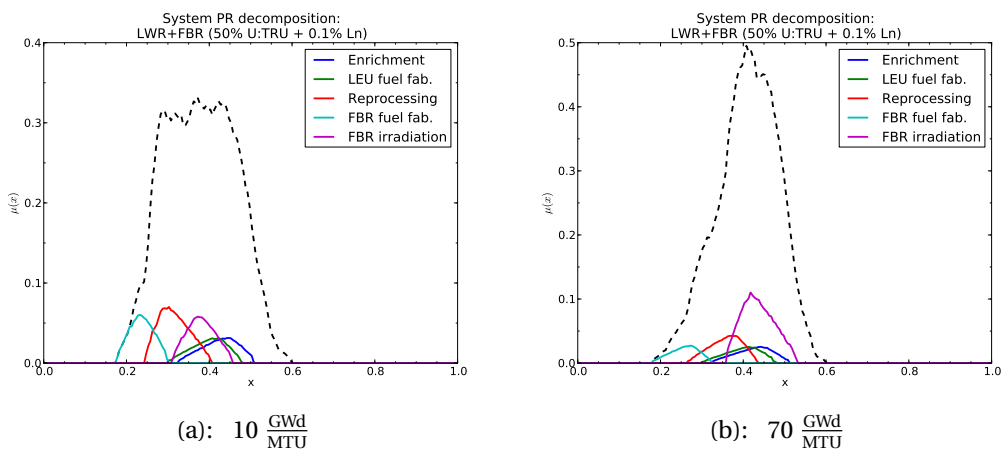 System PR decomposition:
LWR+FBR (50% U:TRU + 0.1% Ln)
0.4
0.3
0.2
0.1
0.0
μ(x)
Enrichment
LEU fuel fab.
Reprocessing
FBR fuel fab.
FBR irradiation
0.0 0.2 0.4 0.6 0.8 1.0
x
(a): 10 GWd/MTU
System PR decomposition:
LWR+FBR (50% U:TRU + 0.1% Ln)
0.5
0.4
0.3
0.2
0.1
0.0
μ(x)
Enrichment
LEU fuel fab.
Reprocessing
FBR fuel fab.
FBR irradiation
0.0 0.2 0.4 0.6 0.8 1.0
x
(b): 70 GWd/MTU